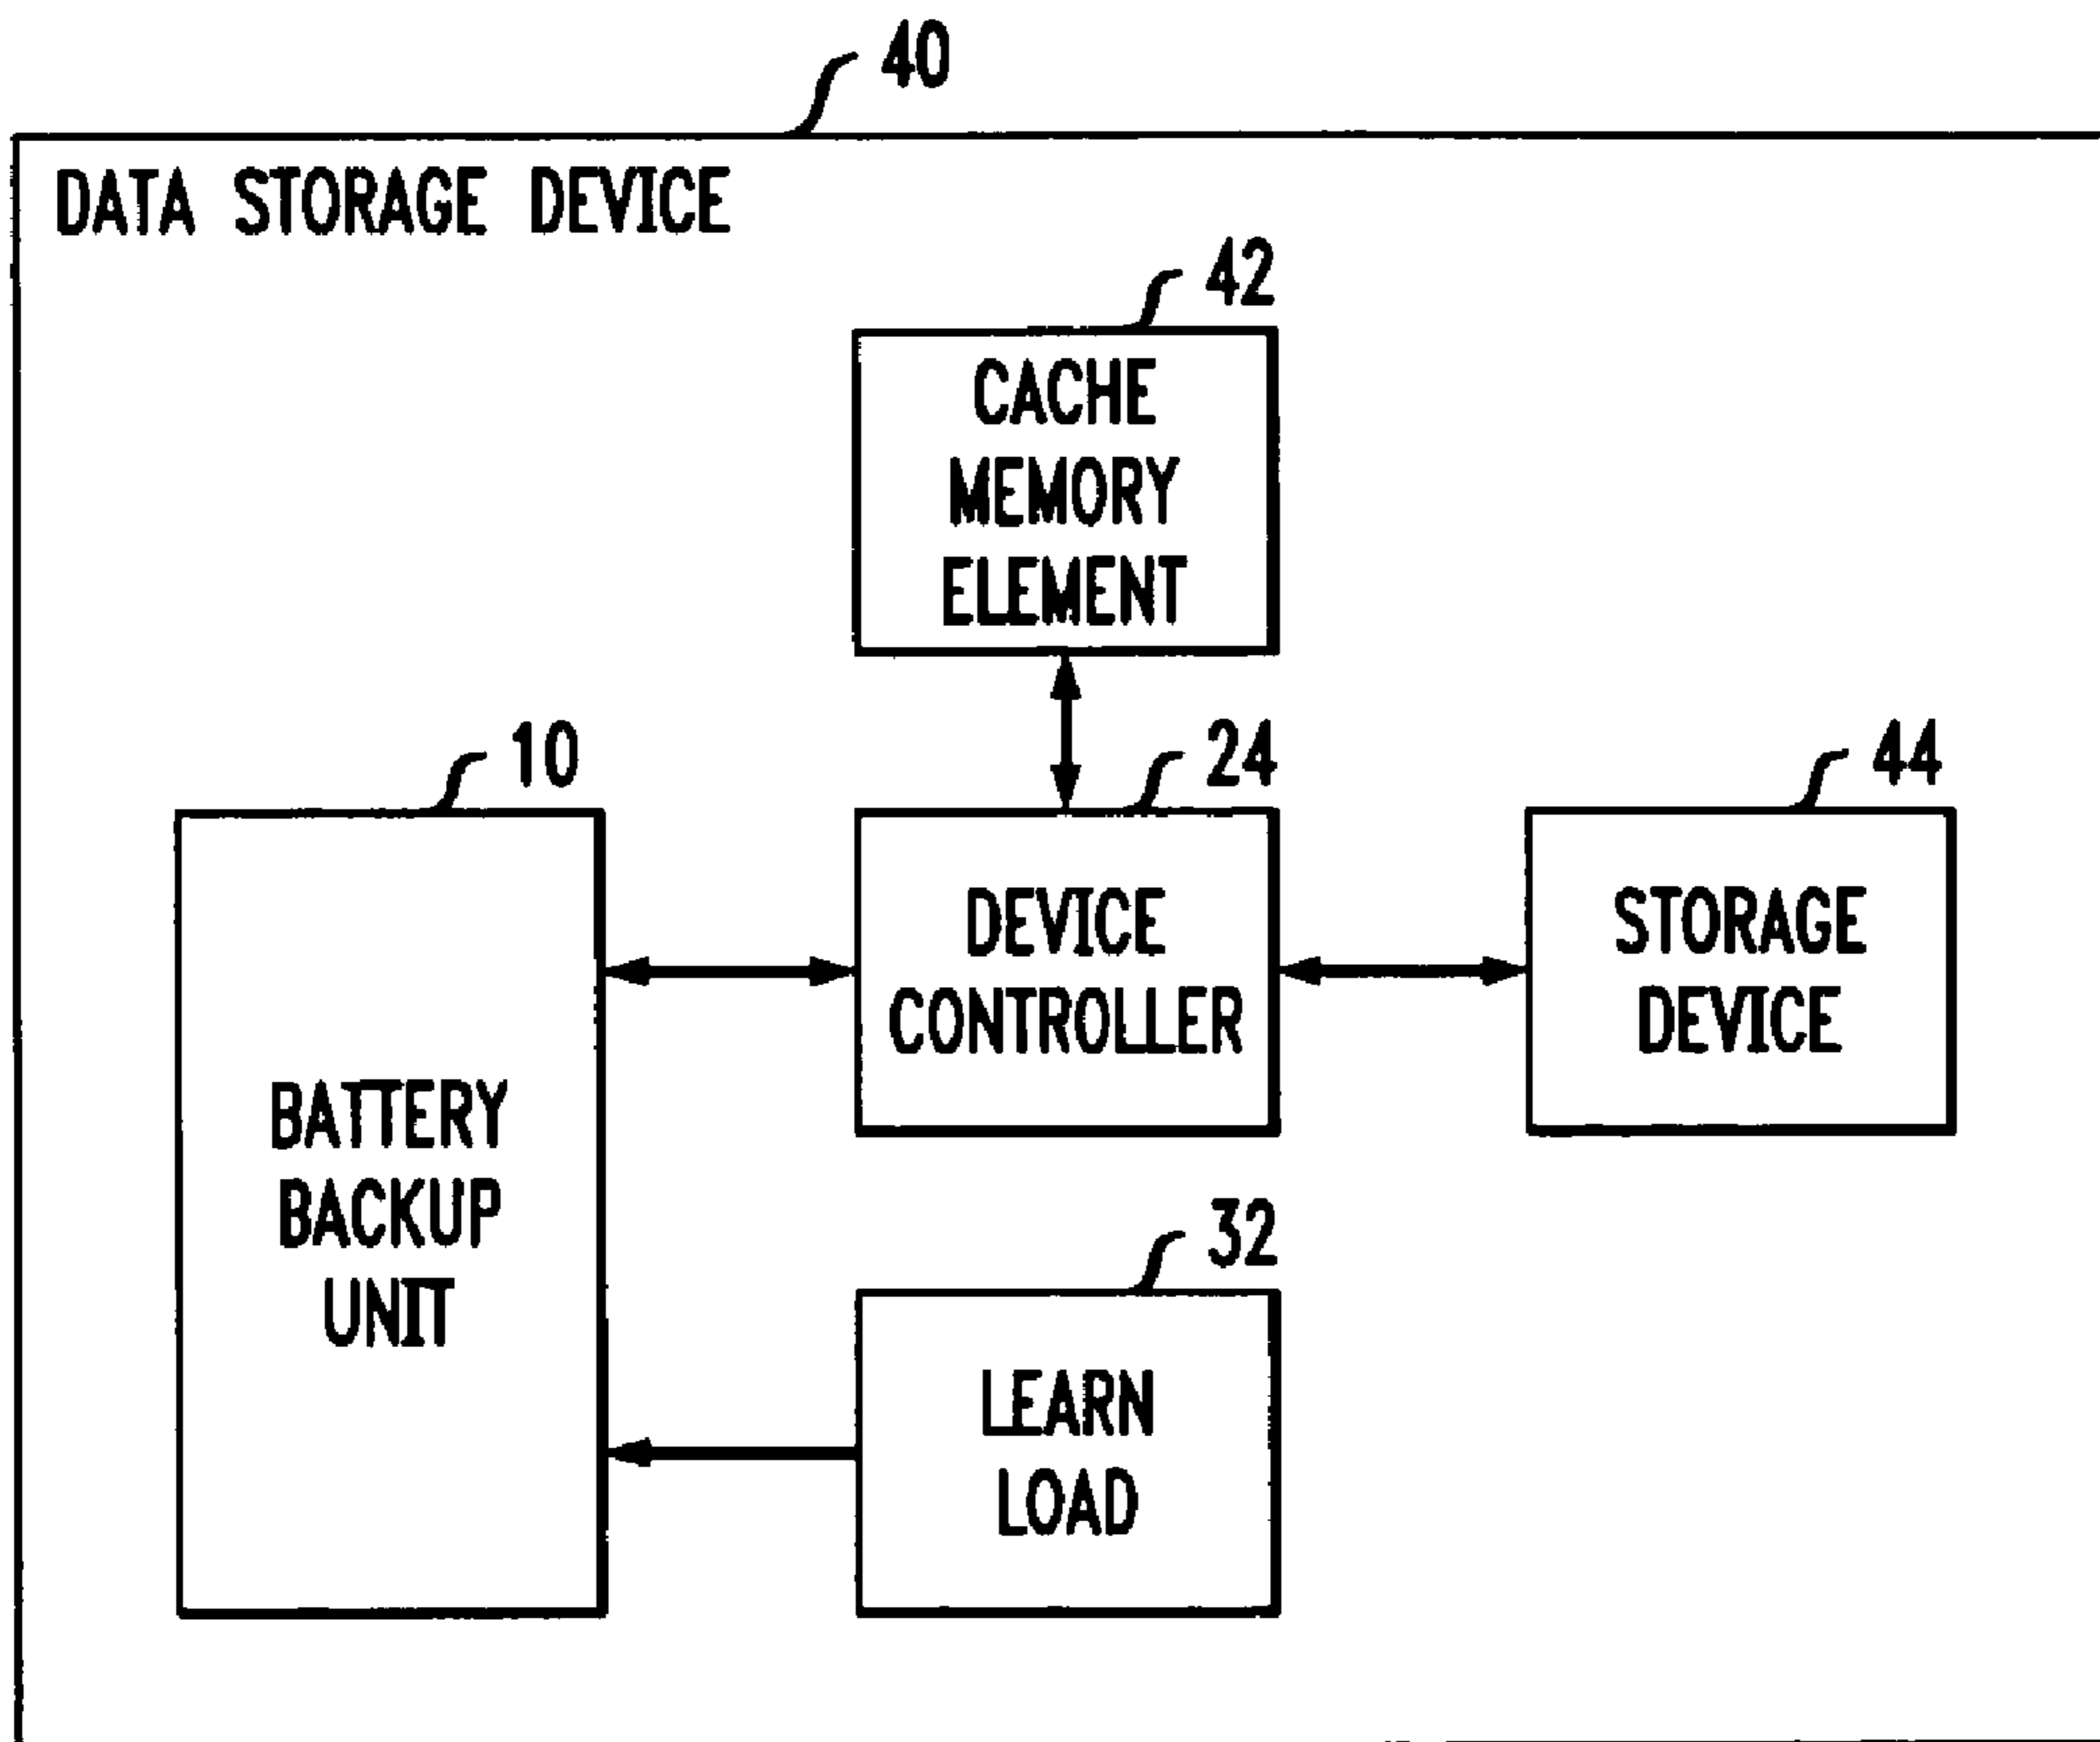 40
DATA STORAGE DEVICE
42
CACHE
MEMORY
ELEMENT
10
24
44
DEVICE
CONTROLLER
STORAGE
DEVICE
BATTERY
BACKUP
UNIT
32
LEARN
LOAD